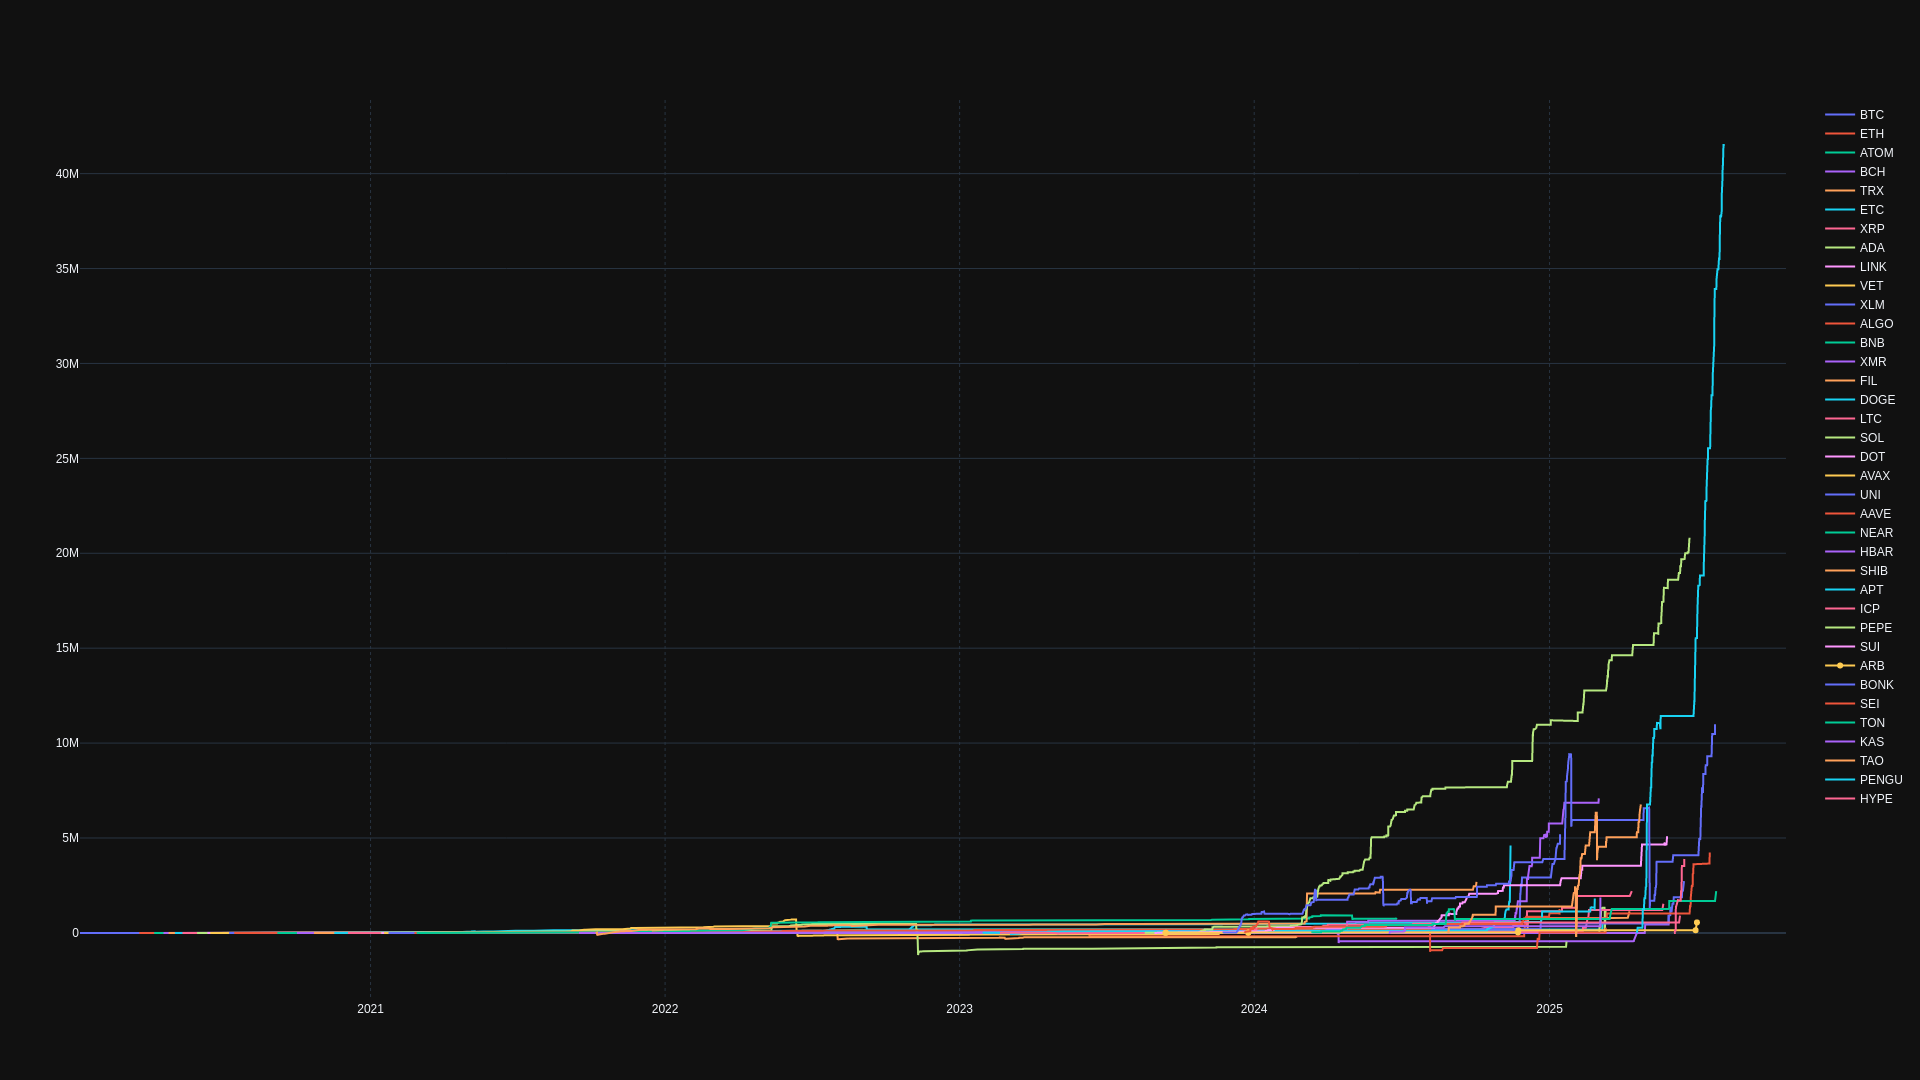 40M
35M
30M
25M
20M
15M
10M
5M
0
2021
2022
2023
2024
2025
BTC
ETH
ATOM
BCH
TRX
ETC
XRP
ADA
LINK
VET
XLM
ALGO
BNB
XMR
FIL
DOGE
LTC
SOL
DOT
AVAX
UNI
AAVE
NEAR
HBAR
SHIB
APT
ICP
PEPE
SUI
ARB
BONK
SEI
TON
KAS
TAO
PENGU
HYPE